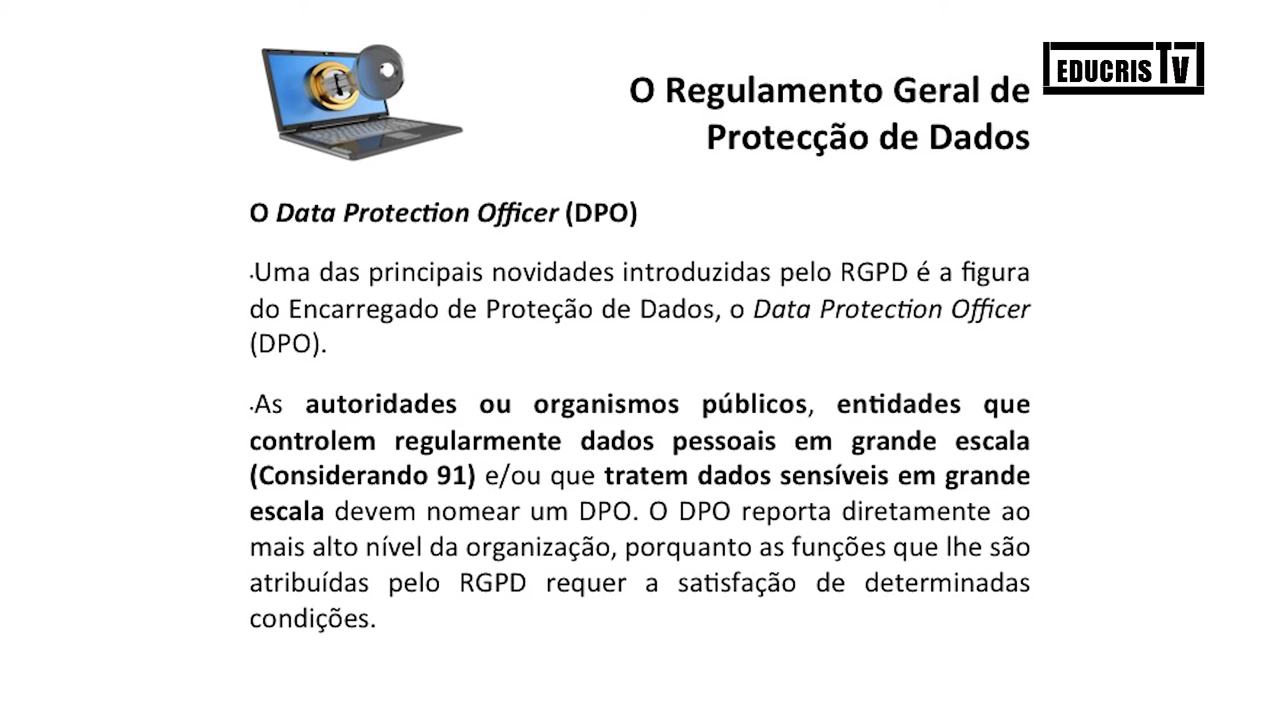 EDUCRIS TV
O Regulamento Geral de
Protecção de Dados
O Data Protection Officer (DPO)
·Uma das principais novidades introduzidas pelo RGPD é a figura
do Encarregado de Proteção de Dados, o Data Protection Officer
(DPO).
·As autoridades ou organismos públicos, entidades que
controlem regularmente dados pessoais em grande escala
(Considerando 91) e/ou que tratem dados sensíveis em grande
escala devem nomear um DPO. O DPO reporta diretamente ao
mais alto nível da organização, porquanto as funções que lhe são
atribuídas pelo RGPD requer a satisfação de determinadas
condições.